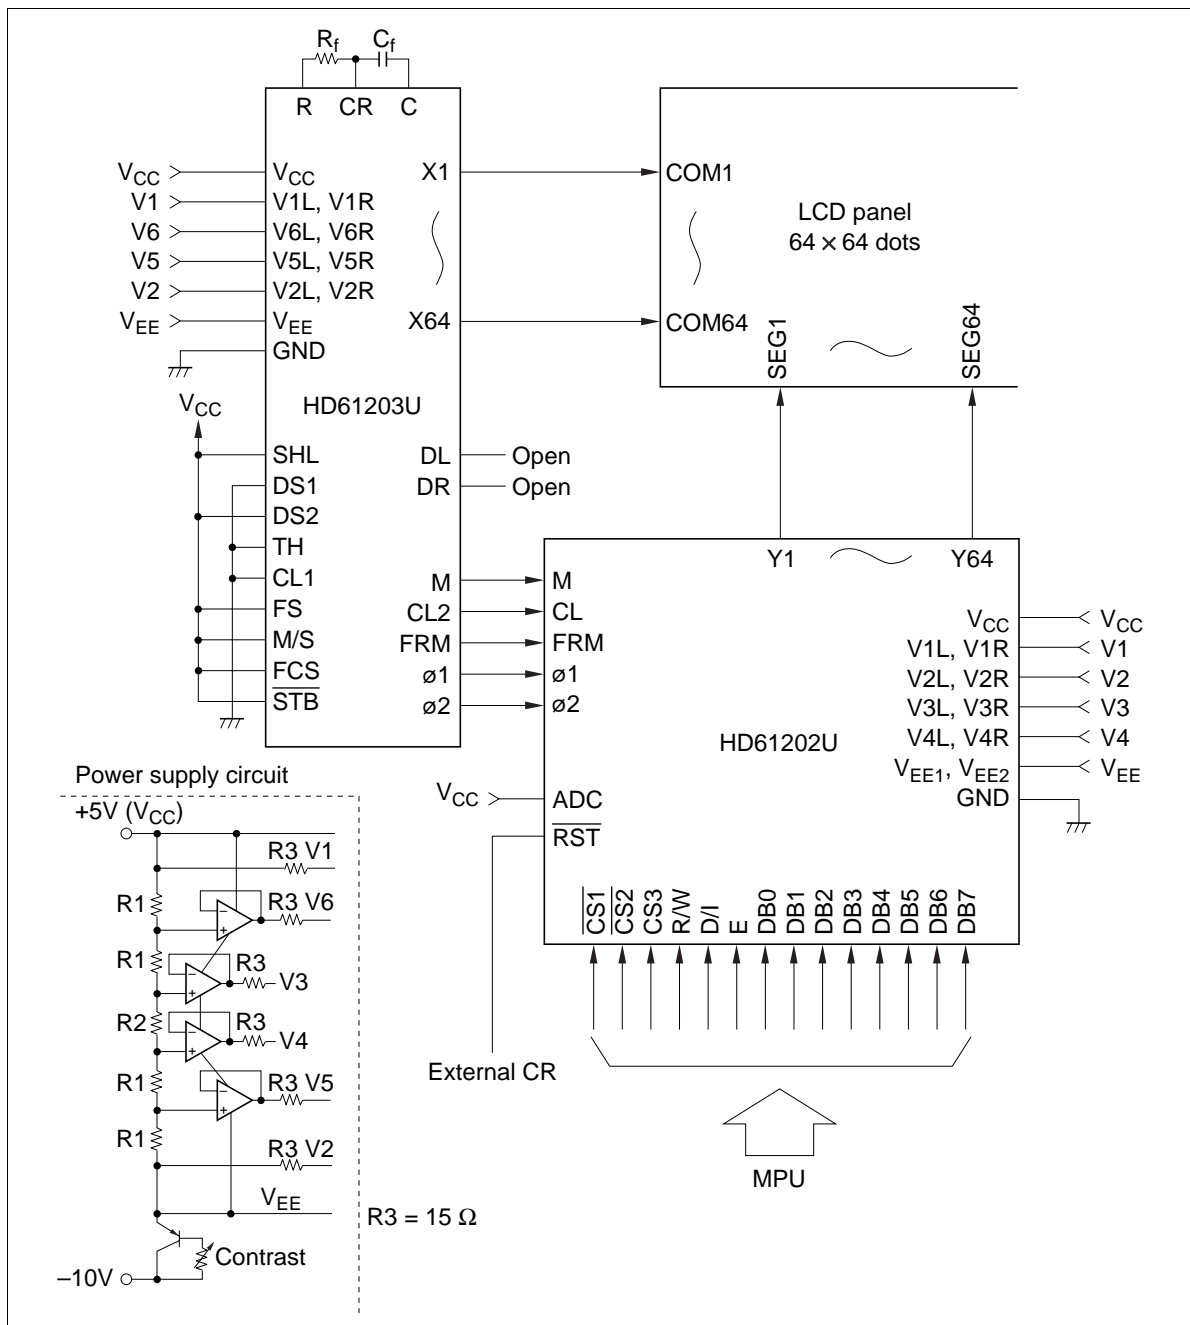 Rf Cf
R CR C
VCC VCC X1 COM1
V1 V1L, V1R
V6 V6L, V6R
V5 V5L, V5R
V2 V2L, V2R
VEE VEE X64 COM64
GND
LCD panel
64 × 64 dots
SEG1 SEG64
VCC
HD61203U
SHL DL Open
DS1 DR Open
DS2
TH
CL1 M M
FS CL2 CL
M/S FRM FRM
FCS ø1 ø1
STB ø2 ø2
Y1 Y64
VCC VCC
V1L, V1R V1
V2L, V2R V2
V3L, V3R V3
V4L, V4R V4
VEE1, VEE2 VEE
GND
HD61202U
VCC ADC
RST
CS1 CS2 CS3 R/W D/I E DB0 DB1 DB2 DB3 DB4 DB5 DB6 DB7
External CR
MPU
Power supply circuit
+5V (VCC)
R3 V1
R1 – + R3 V6
R1 – + R3 V3
R2 – + R3 V4
R1 – + R3 V5
R1 R3 V2
VEE
R3 = 15 Ω
Contrast
–10V